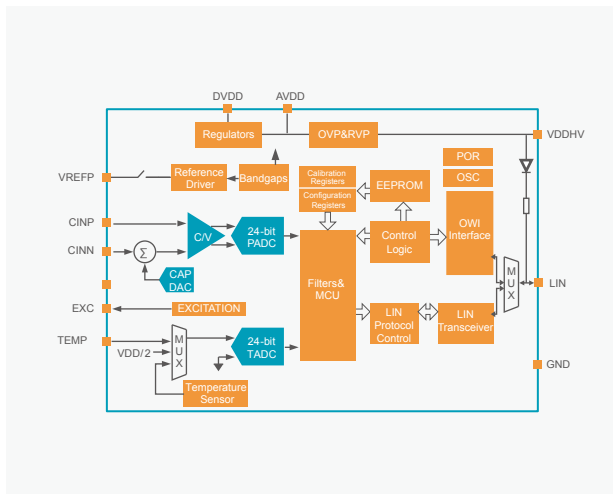 DVDD
AVDD
Regulators
OVP&RVP
VDDHV
POR
OSC
VREFP
Reference
Driver
Bandgaps
Calibration
Registers
Configuration
Registers
EEPROM
CINP
CINN
Σ
C/V
24-bit
PADC
CAP
DAC
Control
Logic
OWI
Interface
Filters&
MCU
MUX
LIN
EXC
EXCITATION
LIN
Protocol
Control
LIN
Transceiver
TEMP
VDD/2
MUX
24-bit
TADC
Temperature
Sensor
GND